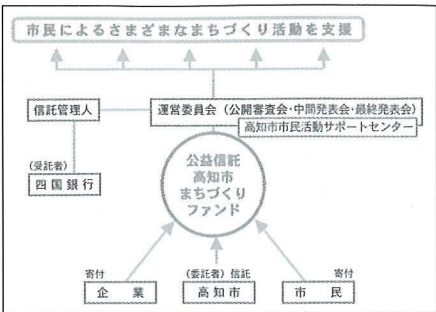 市民によるさまざまなまちづくり活動を支援
信託管理人
運営委員会（公開審査会・中間発表会・最終発表会）
高知市市民活動サポートセンター
(受託者)
四国銀行
公益信託
高知市
まちづくり
ファンド
寄付
企業
(委託者) 信託
高知市
寄付
市民